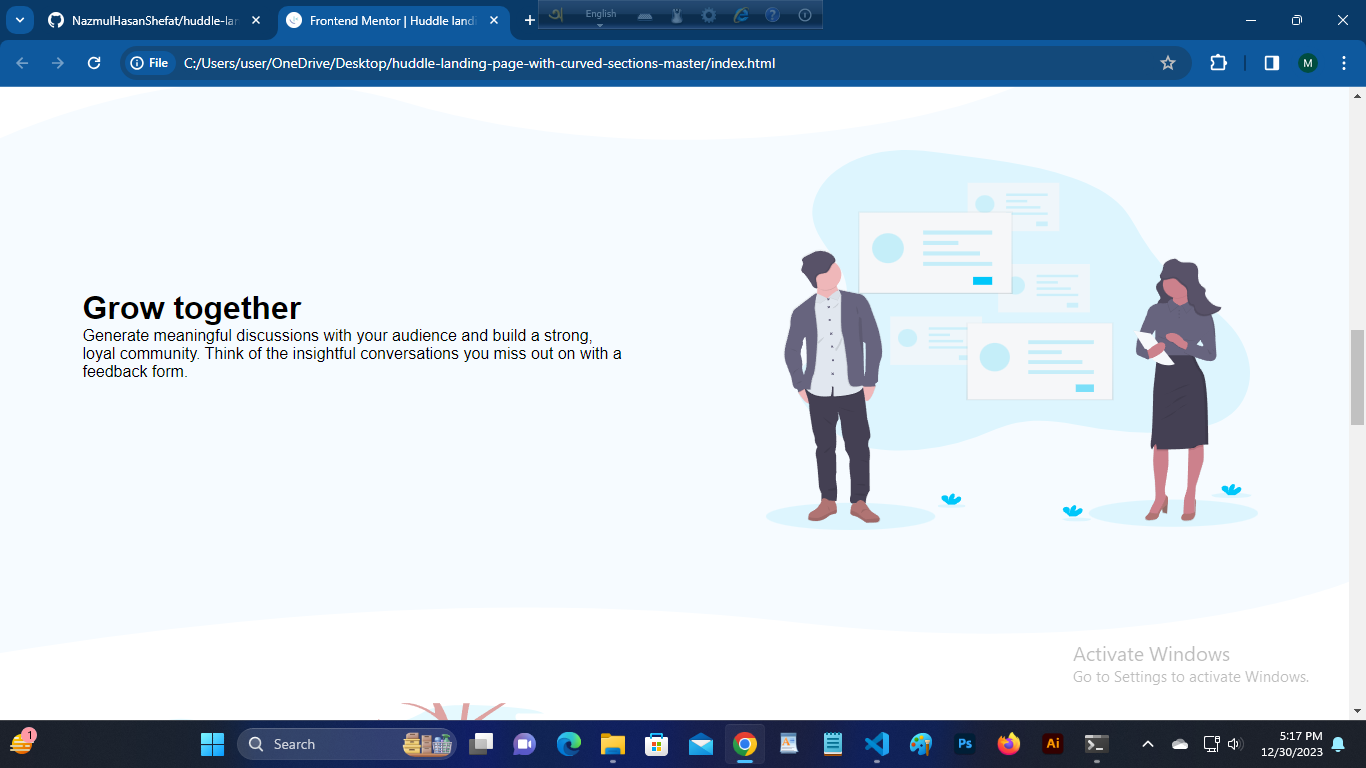 NazmulHasanShefat/huddle-lar
Frontend Mentor | Huddle landi
English
File
C:/Users/user/OneDrive/Desktop/huddle-landing-page-with-curved-sections-master/index.html
M
Grow together
Generate meaningful discussions with your audience and build a strong,
loyal community. Think of the insightful conversations you miss out on with a
feedback form.
Activate Windows
Go to Settings to activate Windows.
1
Search
Ps
Ai
5:17 PM
12/30/2023